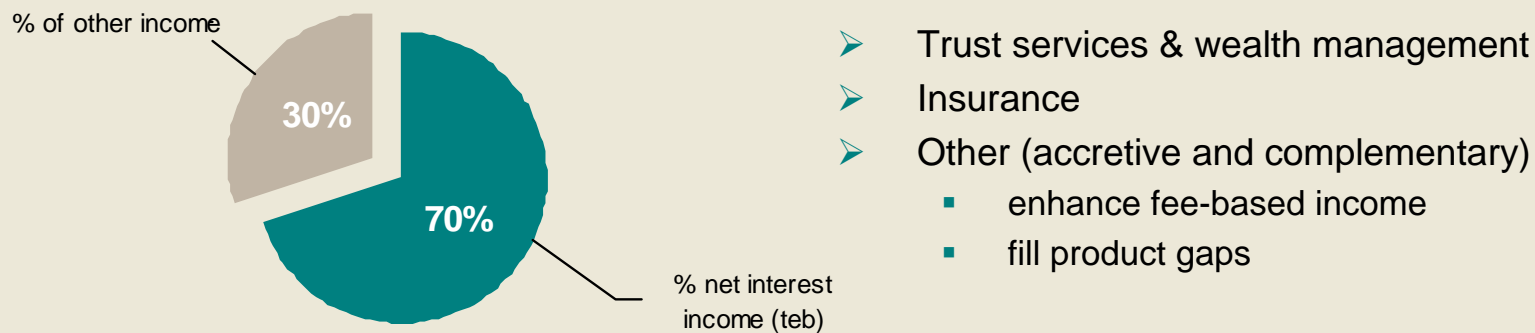 % of other income
30%
70%
% net interest
income (teb)
➢ Trust services & wealth management
➢ Insurance
➢ Other (accretive and complementary)
▪ enhance fee-based income
▪ fill product gaps